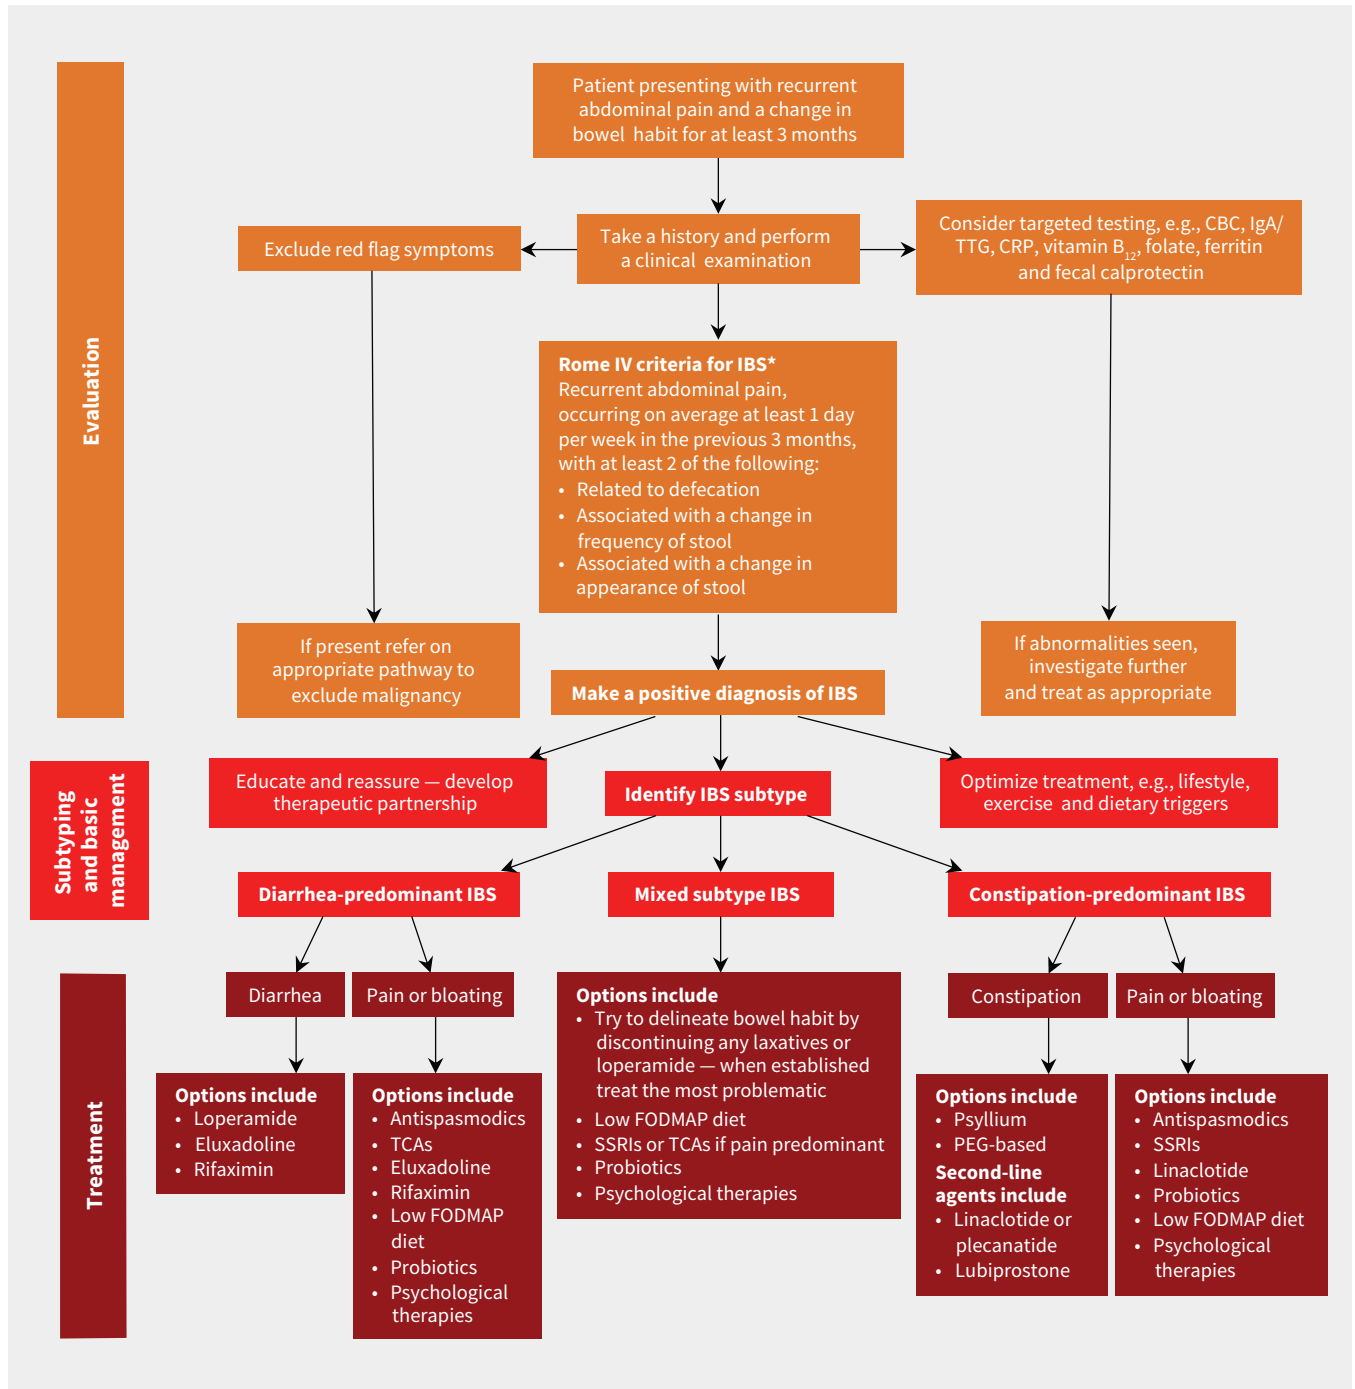 Evaluation
Patient presenting with recurrent
abdominal pain and a change in
bowel habit for at least 3 months
Exclude red flag symptoms
Take a history and perform
a clinical examination
Consider targeted testing, e.g., CBC, IgA/
TTG, CRP, vitamin B12, folate, ferritin
and fecal calprotectin
Rome IV criteria for IBS*
Recurrent abdominal pain,
occurring on average at least 1 day
per week in the previous 3 months,
with at least 2 of the following:
• Related to defecation
• Associated with a change in
frequency of stool
• Associated with a change in
appearance of stool
If present refer on
appropriate pathway to
exclude malignancy
Make a positive diagnosis of IBS
If abnormalities seen,
investigate further
and treat as appropriate
Subtyping
and basic
management
Educate and reassure — develop
therapeutic partnership
Identify IBS subtype
Optimize treatment, e.g., lifestyle,
exercise and dietary triggers
Diarrhea-predominant IBS
Mixed subtype IBS
Constipation-predominant IBS
Treatment
Diarrhea
Options include
• Loperamide
• Eluxadoline
• Rifaximin
Pain or bloating
Options include
• Antispasmodics
• TCAs
• Eluxadoline
• Rifaximin
• Low FODMAP
diet
• Probiotics
• Psychological
therapies
Options include
• Try to delineate bowel habit by
discontinuing any laxatives or
loperamide — when established
treat the most problematic
• Low FODMAP diet
• SSRIs or TCAs if pain predominant
• Probiotics
• Psychological therapies
Constipation
Options include
• Psyllium
• PEG-based
Second-line
agents include
• Linaclotide or
plecanatide
• Lubiprostone
Pain or bloating
Options include
• Antispasmodics
• SSRIs
• Linaclotide
• Probiotics
• Low FODMAP diet
• Psychological
therapies